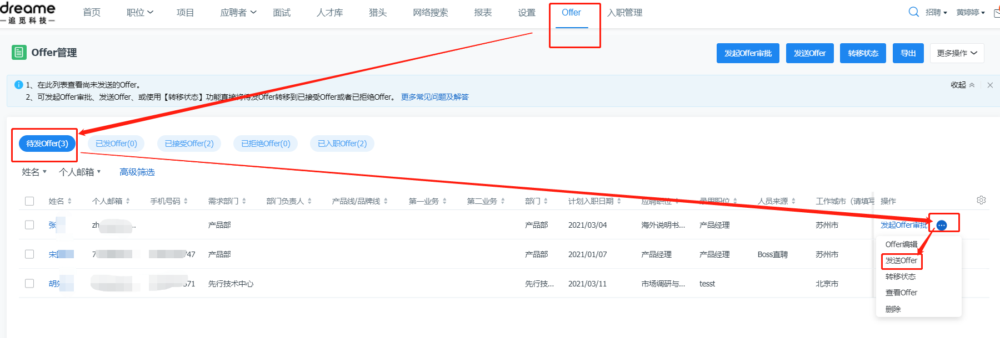 dreame
追觅科技
首页 职位 项目 应聘者 面试 人才库 猎头 网络搜索 报表 设置 Offer 入职管理 招聘 黄婷婷
Offer管理 发起Offer审批 发送Offer 转移状态 导出 更多操作
1、在此列表查看尚未发送的Offer。 收起
2、可发起Offer审批、发送Offer、或使用【转移状态】功能直接将待发Offer转移到已接受Offer或者已拒绝Offer。 更多常见问题及解答
待发Offer(3) 已发Offer(0) 已接受Offer(2) 已拒绝Offer(0) 已入职Offer(2)
姓名 个人邮箱 高级筛选
姓名 个人邮箱 手机号码 需求部门 部门负责人 产品线/品牌线 第一业务 第二业务 部门 计划入职日期 应聘职位 录用职位 人员来源 工作城市（请填写 操作
张 zh ... 产品部 产品部 2021/03/04 海外说明书... 产品经理 苏州市 发起Offer审批
宋 7 747 产品部 产品部 2021/01/07 产品经理 产品经理 Boss直聘 苏州市
胡 571 先行技术中心 先行技... 2021/03/11 市场调研与... tesst 北京市
Offer编辑
发送Offer
转移状态
查看Offer
删除